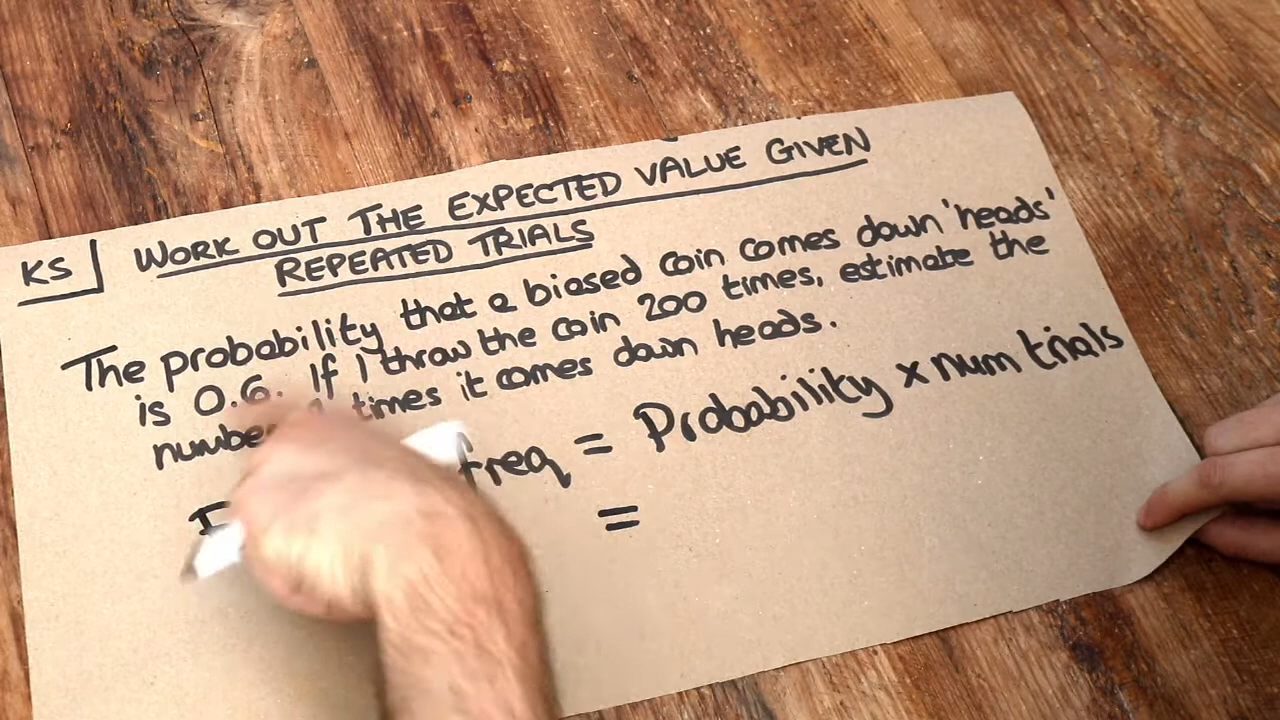 KS WORK OUT THE EXPECTED VALUE GIVEN
REPEATED TRIALS
The probability that a biased coin comes down 'heads'
is 0.6. If I throw the coin 200 times, estimate the
number times it comes down heads.
freq = Probability × num trials
=